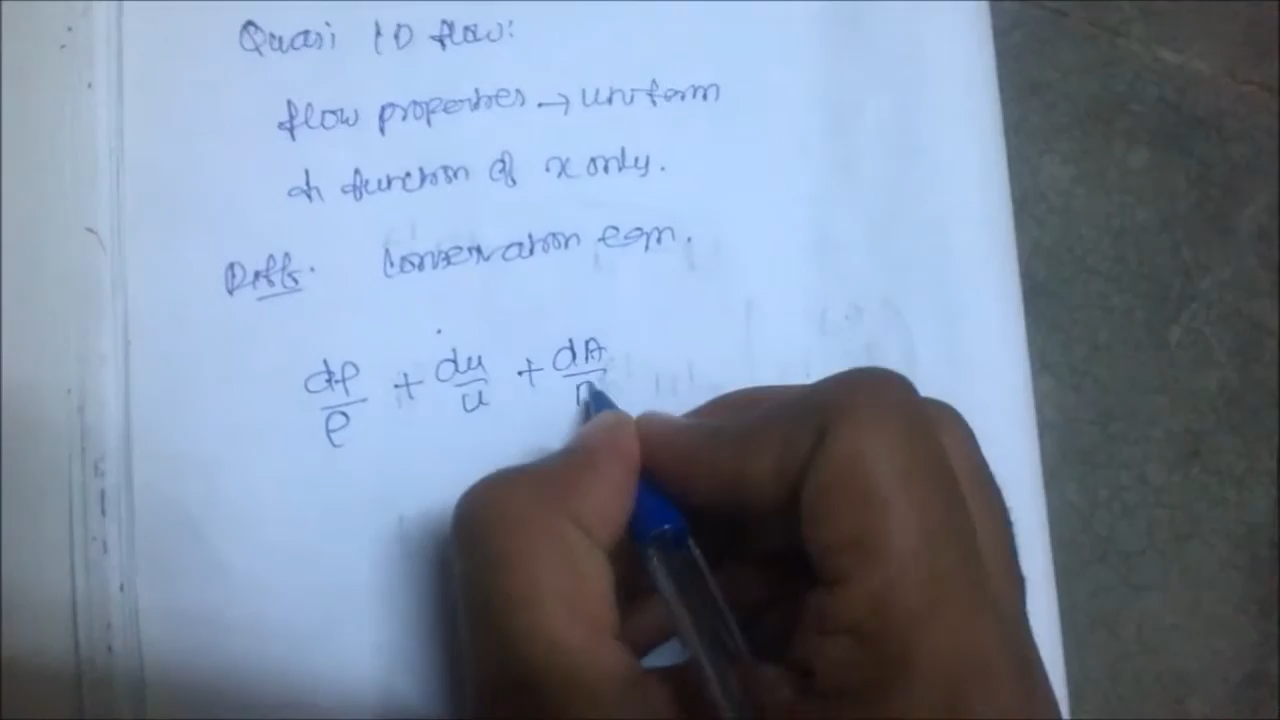 Quasi 1D flow:
flow properties → uniform
function of x only.
Diff. Conservation eqn.
dρ/ρ + du/u + dA/A